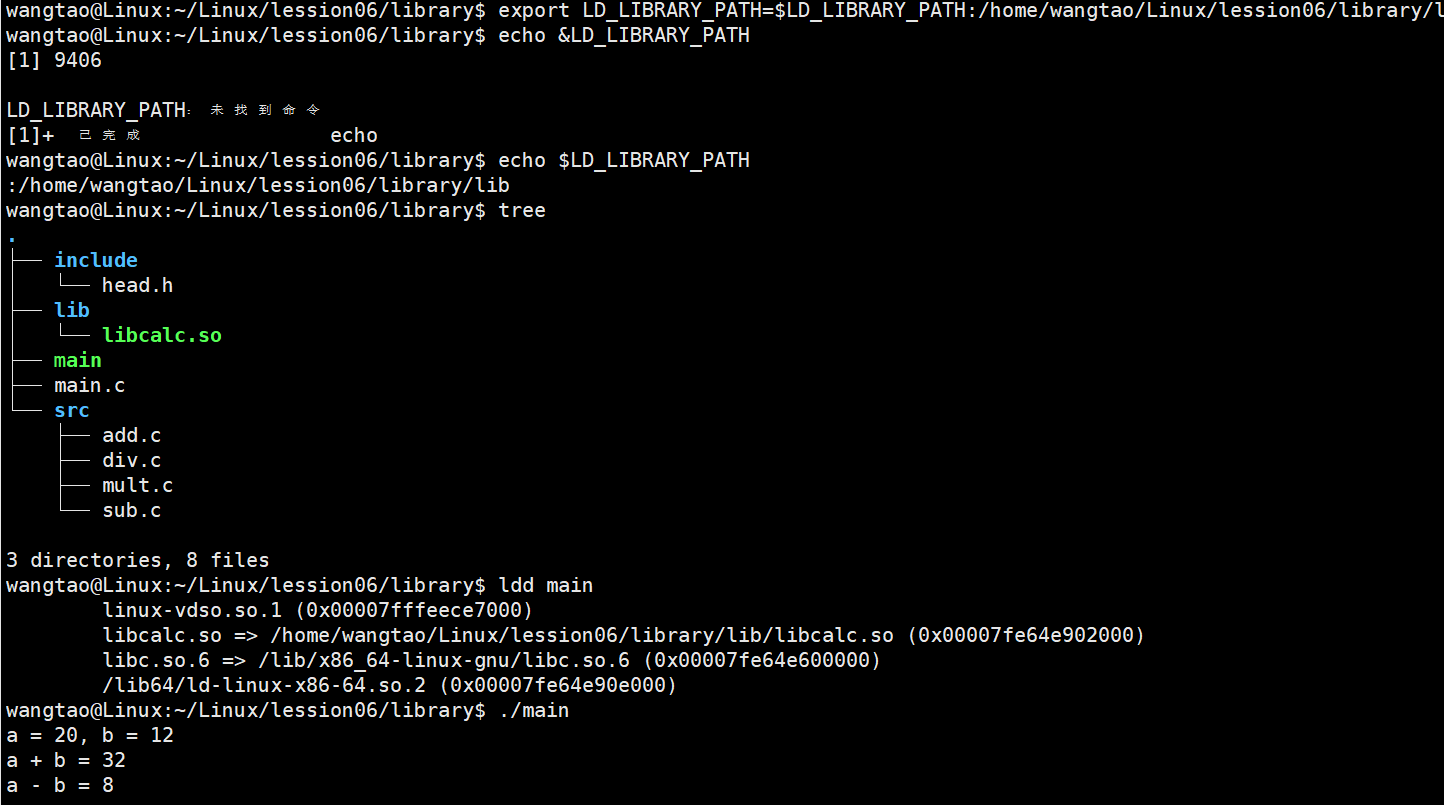 wangtao@Linux:~/Linux/lession06/library$ export LD_LIBRARY_PATH=$LD_LIBRARY_PATH:/home/wangtao/Linux/lession06/library/l
wangtao@Linux:~/Linux/lession06/library$ echo &LD_LIBRARY_PATH
[1] 9406

LD_LIBRARY_PATH: 未找到命令
[1]+  已完成                echo
wangtao@Linux:~/Linux/lession06/library$ echo $LD_LIBRARY_PATH
:/home/wangtao/Linux/lession06/library/lib
wangtao@Linux:~/Linux/lession06/library$ tree
.
├── include
│   └── head.h
├── lib
│   └── libcalc.so
├── main
├── main.c
└── src
    ├── add.c
    ├── div.c
    ├── mult.c
    └── sub.c

3 directories, 8 files
wangtao@Linux:~/Linux/lession06/library$ ldd main
        linux-vdso.so.1 (0x00007fffeece7000)
        libcalc.so => /home/wangtao/Linux/lession06/library/lib/libcalc.so (0x00007fe64e902000)
        libc.so.6 => /lib/x86_64-linux-gnu/libc.so.6 (0x00007fe64e600000)
        /lib64/ld-linux-x86-64.so.2 (0x00007fe64e90e000)
wangtao@Linux:~/Linux/lession06/library$ ./main
a = 20, b = 12
a + b = 32
a - b = 8